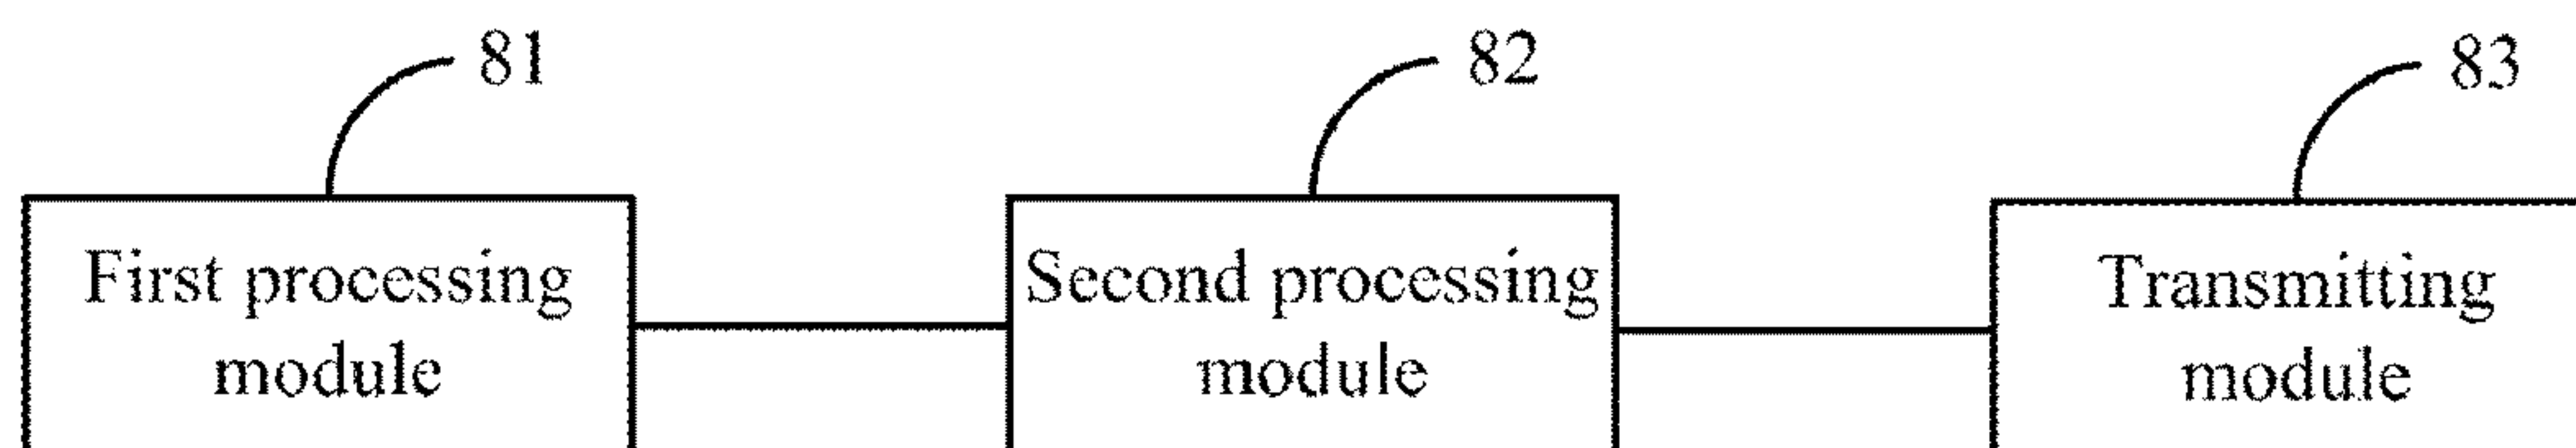 81
82
83
First processing
module
Second processing
module
Transmitting
module